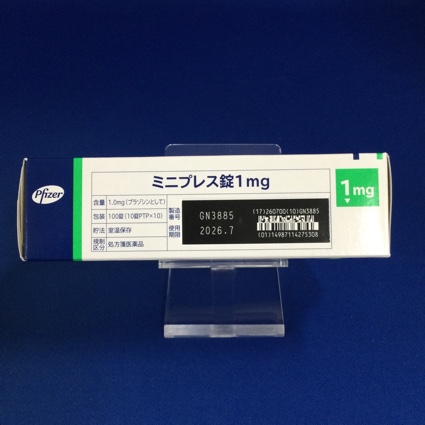 Pfizer
ミニプレス錠1mg
1mg
含量 1.0mg(プラゾシンとして)
包装 100錠(10錠PTP×10)
貯法 室温保存
規制区分 処方箋医薬品
製造番号 GN3885
使用期限 2026.7
(17)260700(10)GN3885
(01)14987114275308